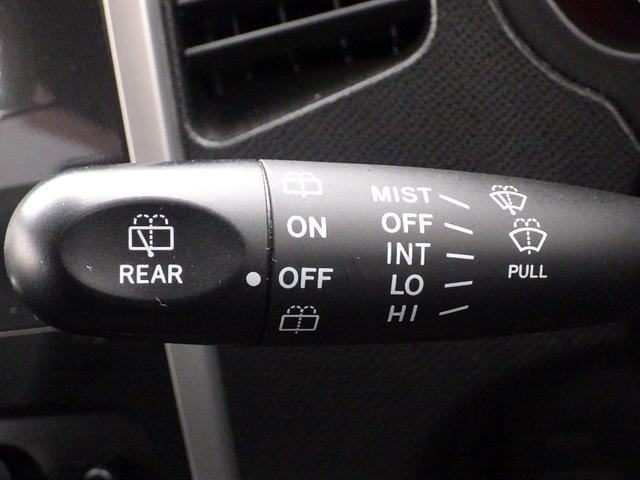 REAR
ON
OFF
MIST
OFF
INT
LO
HI
PULL